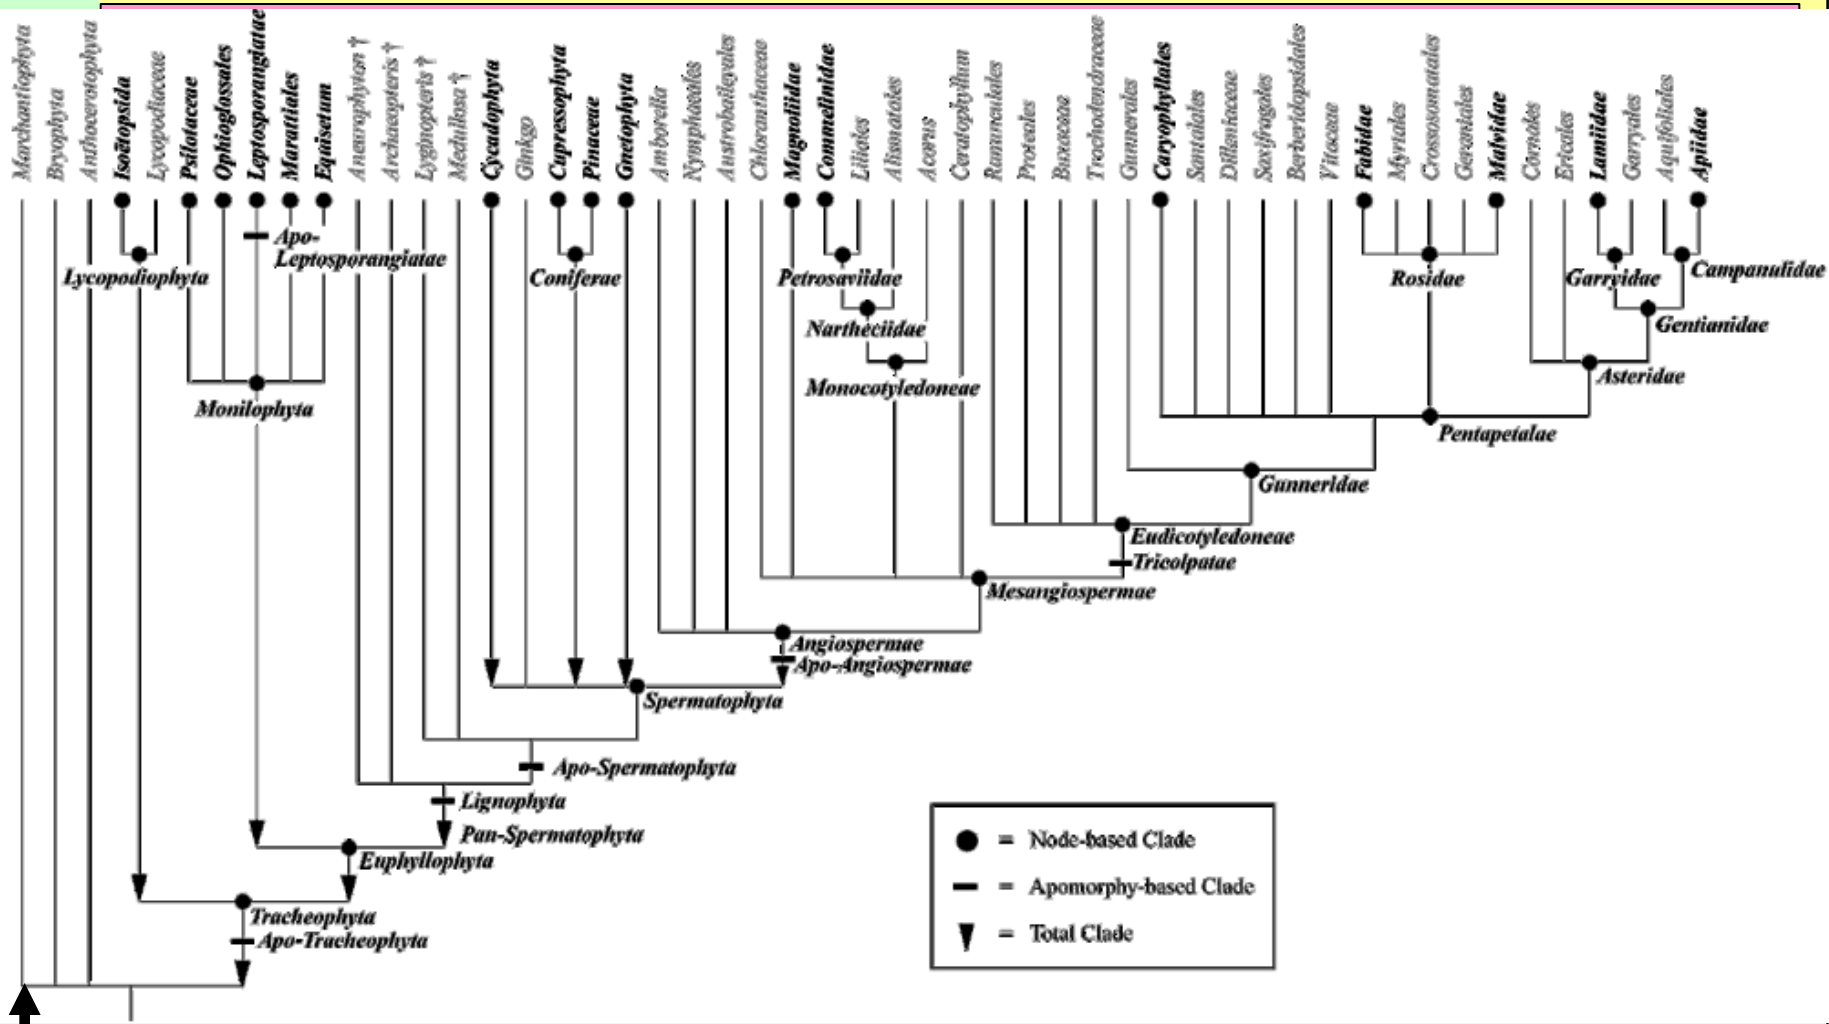 Marchantiophyta
Bryophyta
Anthocerotophyta
Isoëtopsida
Lycopodiaceae
Psilotaceae
Ophioglossales
Leptosporangiatae
Marattiales
Equisetum
Aneurophyton †
Archaeopteris †
Lyginopteris †
Medullosa †
Cycadophyta
Ginkgo
Cupressophyta
Pinaceae
Gnetophyta
Amborella
Nymphaeales
Austrobaileyales
Chloranthaceae
Magnoliidae
Commelinidae
Liliales
Alismatales
Acorus
Ceratophyllum
Ranunculales
Proteales
Buxaceae
Trochodendraceae
Gunnerales
Caryophyllales
Santalales
Dilleniaceae
Saxifragales
Berberidopsidales
Vitaceae
Fabidae
Myrtales
Crossosomatales
Geraniales
Malvidae
Cornales
Ericales
Lamiidae
Garryales
Aquifoliales
Apiidae
Apo-
Leptosporangiatae
Lycopodiophyta
Coniferae
Petrosaviidae
Rosidae
Garryidae
Campanulidae
Nartheciidae
Gentianidae
Monocotyledoneae
Asteridae
Monilophyta
Pentapetalae
Gunneridae
Eudicotyledoneae
Tricolpatae
Mesangiospermae
Angiospermae
Apo-Angiospermae
Spermatophyta
Apo-Spermatophyta
Lignophyta
Pan-Spermatophyta
Euphyllophyta
Tracheophyta
Apo-Tracheophyta
= Node-based Clade
= Apomorphy-based Clade
= Total Clade